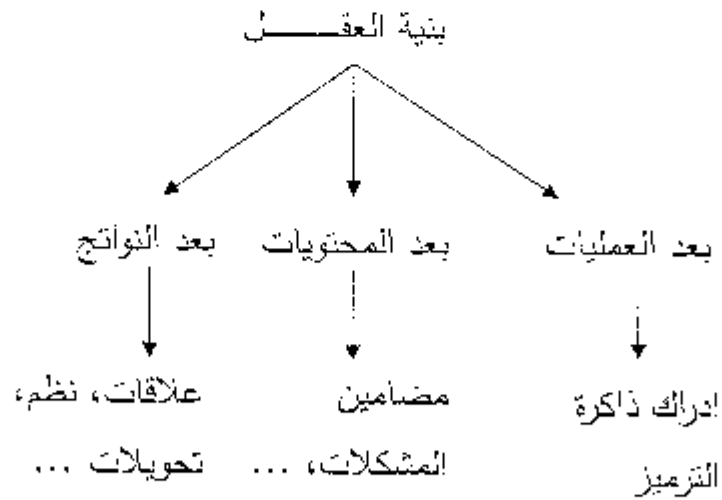 بنية العقـــــل
بعد العمليات
بعد المحتويات
بعد النواتج
ادراك ذاكرة
الترميز
مضامين
المشكلات، ...
علاقات، نظم،
تحويلات ...